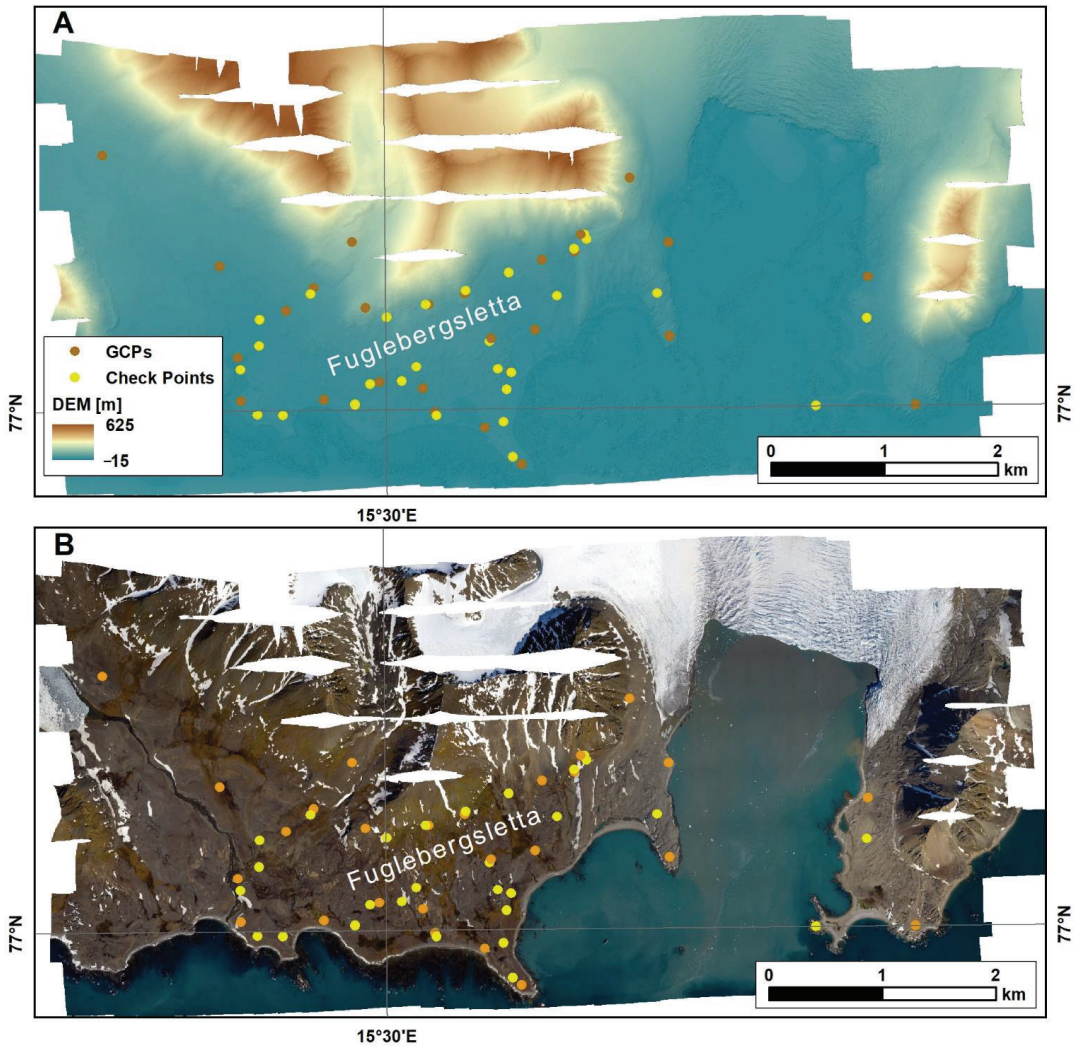 A
Fuglebergsletta
GCPs
Check Points
DEM [m]
625
–15
77°N
77°N
0 1 2
km
15°30'E
B
Fuglebergsletta
77°N
77°N
0 1 2
km
15°30'E